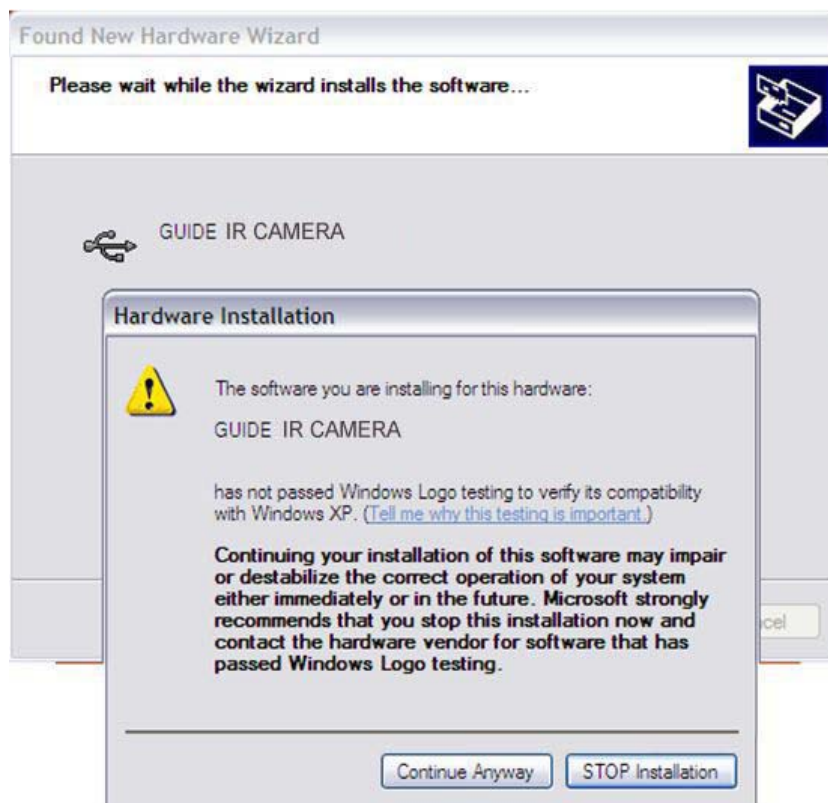 Found New Hardware Wizard
Please wait while the wizard installs the software...
GUIDE IR CAMERA
Hardware Installation
The software you are installing for this hardware:
GUIDE IR CAMERA
has not passed Windows Logo testing to verify its compatibility
with Windows XP. (Tell me why this testing is important.)
Continuing your installation of this software may impair
or destabilize the correct operation of your system
either immediately or in the future. Microsoft strongly
recommends that you stop this installation now and
contact the hardware vendor for software that has
passed Windows Logo testing.
Continue Anyway
STOP Installation